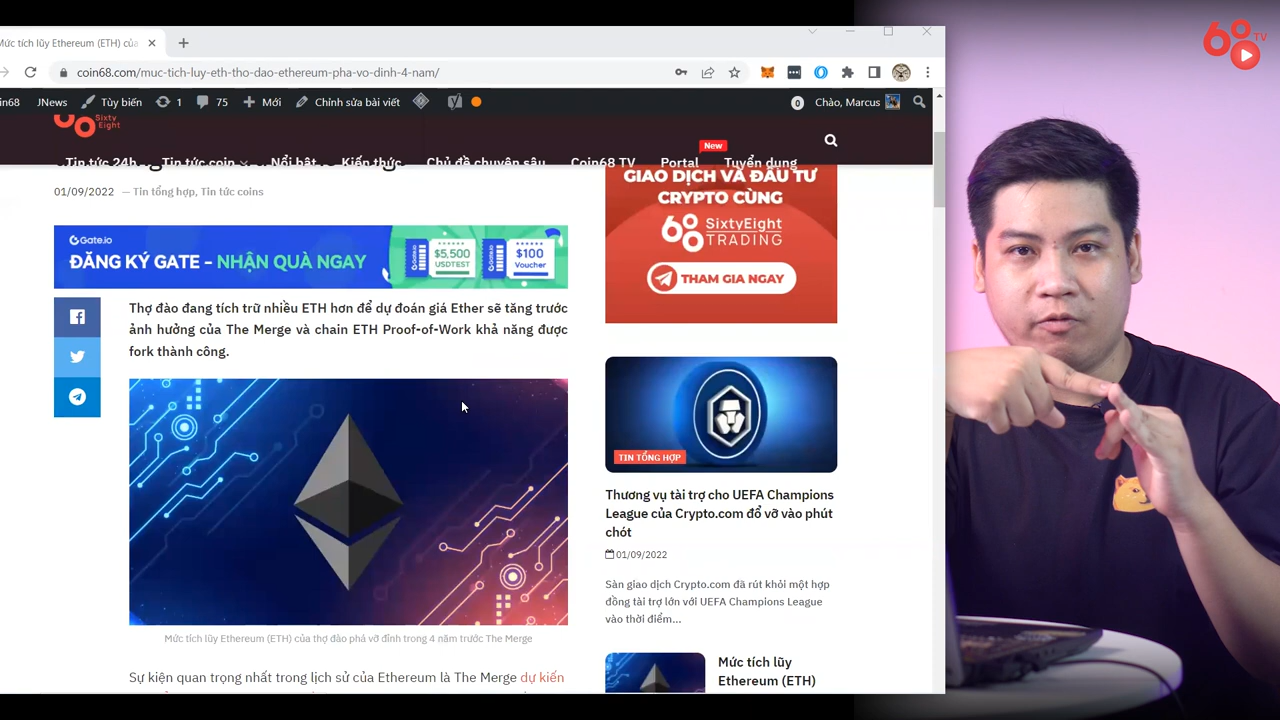 Mức tích lũy Ethereum (ETH) củ
coin68.com/muc-tich-luy-eth-tho-dao-ethereum-pha-vo-dinh-4-nam/
in68 JNews Tùy biến 1 75 Mới Chỉnh sửa bài viết 0 Chào, Marcus
68 Sixty Eight
New
Tin tức 24h Tin tức coin Nổi bật Kiến thức Chủ đề chuyên sâu Coin68 TV Portal Tuyển dụng
01/09/2022 — Tin tổng hợp, Tin tức coins
Gate.io
ĐĂNG KÝ GATE - NHẬN QUÀ NGAY
$5,500 USDTEST
$100 Voucher
Thợ đào đang tích trữ nhiều ETH hơn để dự đoán giá Ether sẽ tăng trước
ảnh hưởng của The Merge và chain ETH Proof-of-Work khả năng được
fork thành công.
Mức tích lũy Ethereum (ETH) của thợ đào phá vỡ đỉnh trong 4 năm trước The Merge
Sự kiện quan trọng nhất trong lịch sử của Ethereum là The Merge dự kiến
GIAO DỊCH VÀ ĐẦU TƯ
CRYPTO CÙNG
68 SixtyEight
TRADING
THAM GIA NGAY
TIN TỔNG HỢP
Thương vụ tài trợ cho UEFA Champions
League của Crypto.com đổ vỡ vào phút
chót
01/09/2022
Sàn giao dịch Crypto.com đã rút khỏi một hợp
đồng tài trợ lớn với UEFA Champions League
vào thời điểm...
Mức tích lũy
Ethereum (ETH)
68 TV